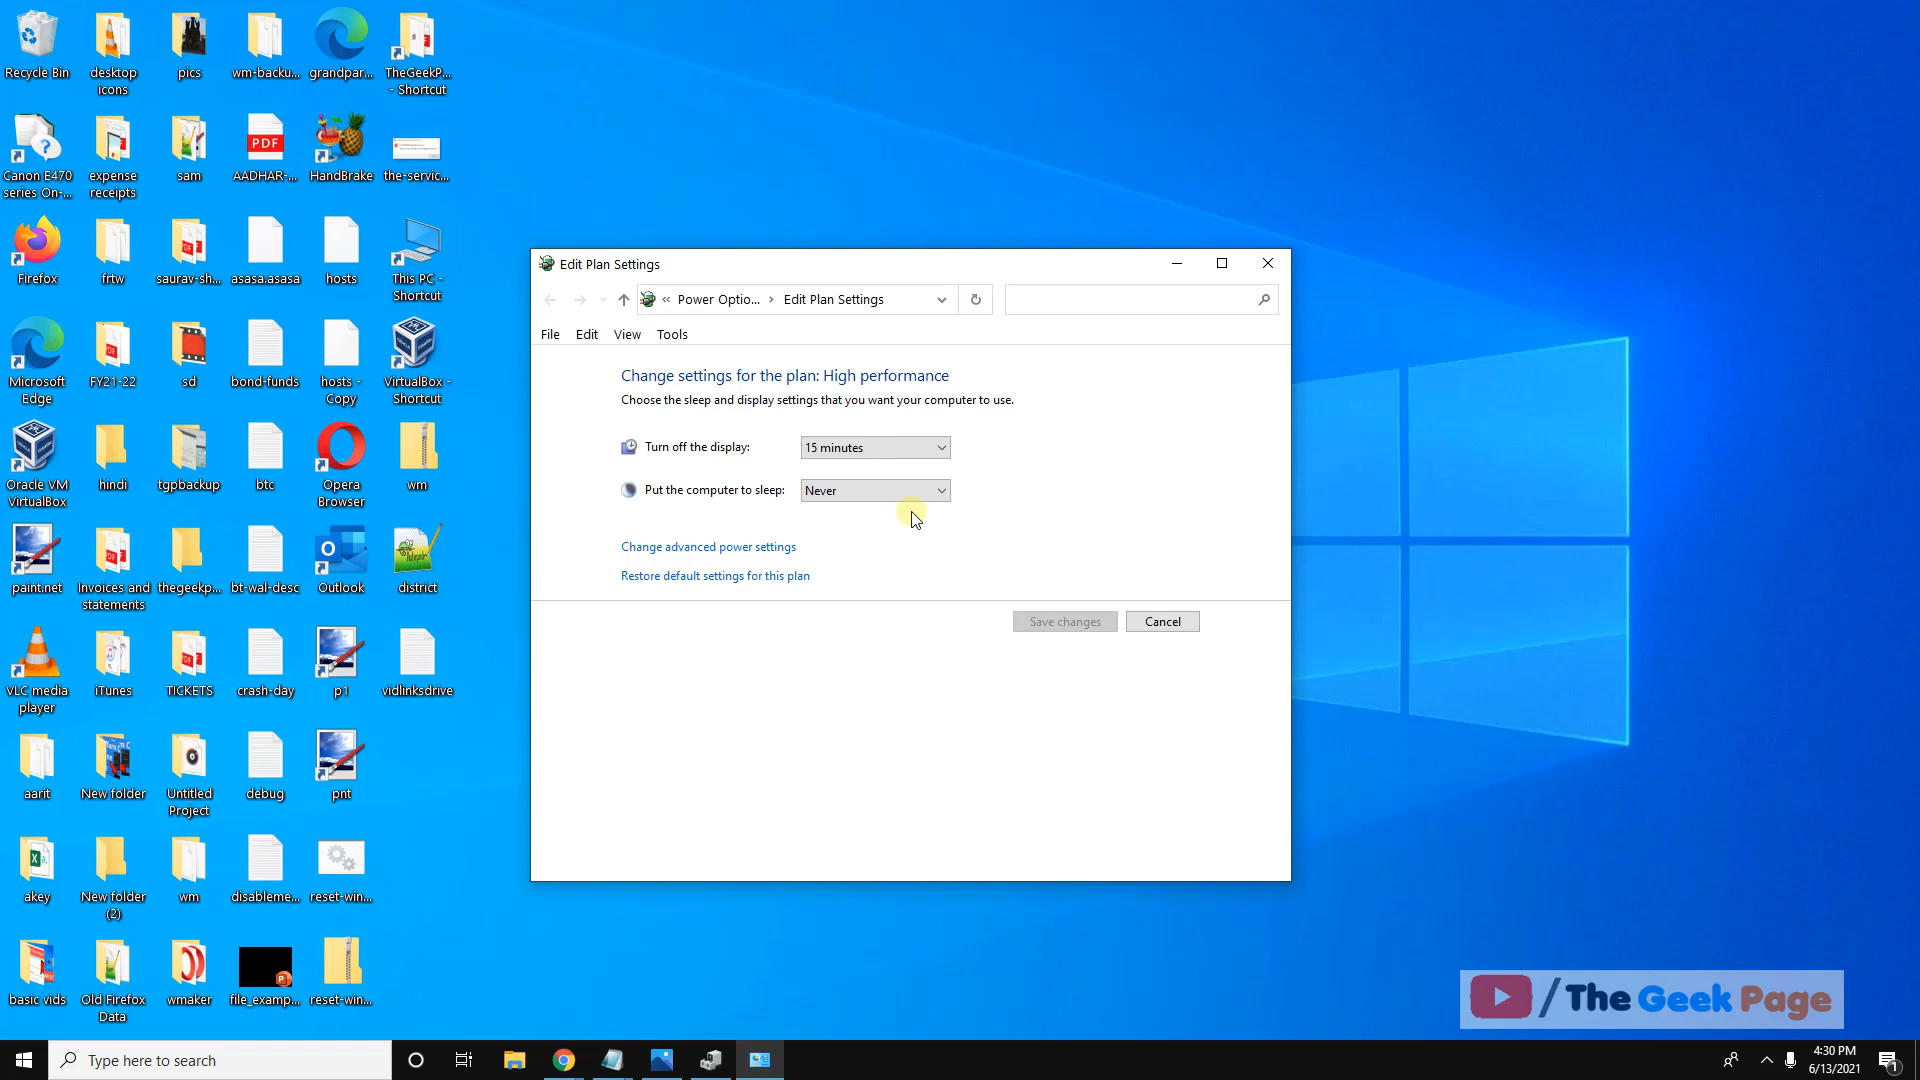 Recycle Bin
desktop
icons
pics
wm-backu...
grandpar...
TheGeekP...
- Shortcut
Canon E470
series On-...
expense
receipts
sam
PDF
AADHAR-...
HandBrake
the-servic...
Firefox
frtw
saurav-sh...
asasa.asasa
hosts
This PC -
Shortcut
Microsoft
Edge
FY21-22
sd
bond-funds
hosts -
Copy
VirtualBox -
Shortcut
Oracle VM
VirtualBox
hindi
tgpbackup
btc
Opera
Browser
wm
paint.net
Invoices and
statements
thegeekp...
bt-wal-desc
Outlook
district
VLC media
player
iTunes
TICKETS
crash-day
p1
vidlinksdrive
aarit
New folder
Untitled
Project
debug
pnt
akey
New folder
(2)
wm
disableme...
reset-win...
basic vids
Old Firefox
Data
wmaker
file_examp...
reset-win...
Edit Plan Settings
« Power Optio... › Edit Plan Settings
File Edit View Tools
Change settings for the plan: High performance
Choose the sleep and display settings that you want your computer to use.
Turn off the display: 15 minutes
Put the computer to sleep: Never
Change advanced power settings
Restore default settings for this plan
Save changes Cancel
/ The Geek Page
Type here to search
4:30 PM
6/13/2021
1